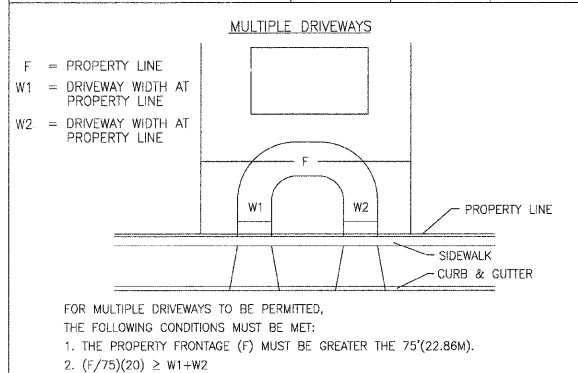 MULTIPLE DRIVEWAYS
F = PROPERTY LINE
W1 = DRIVEWAY WIDTH AT
PROPERTY LINE
W2 = DRIVEWAY WIDTH AT
PROPERTY LINE
F
W1
W2
PROPERTY LINE
SIDEWALK
CURB & GUTTER
FOR MULTIPLE DRIVEWAYS TO BE PERMITTED,
THE FOLLOWING CONDITIONS MUST BE MET:
1. THE PROPERTY FRONTAGE (F) MUST BE GREATER THE 75'(22.86M).
2. (F/75)(20) ≥ W1+W2